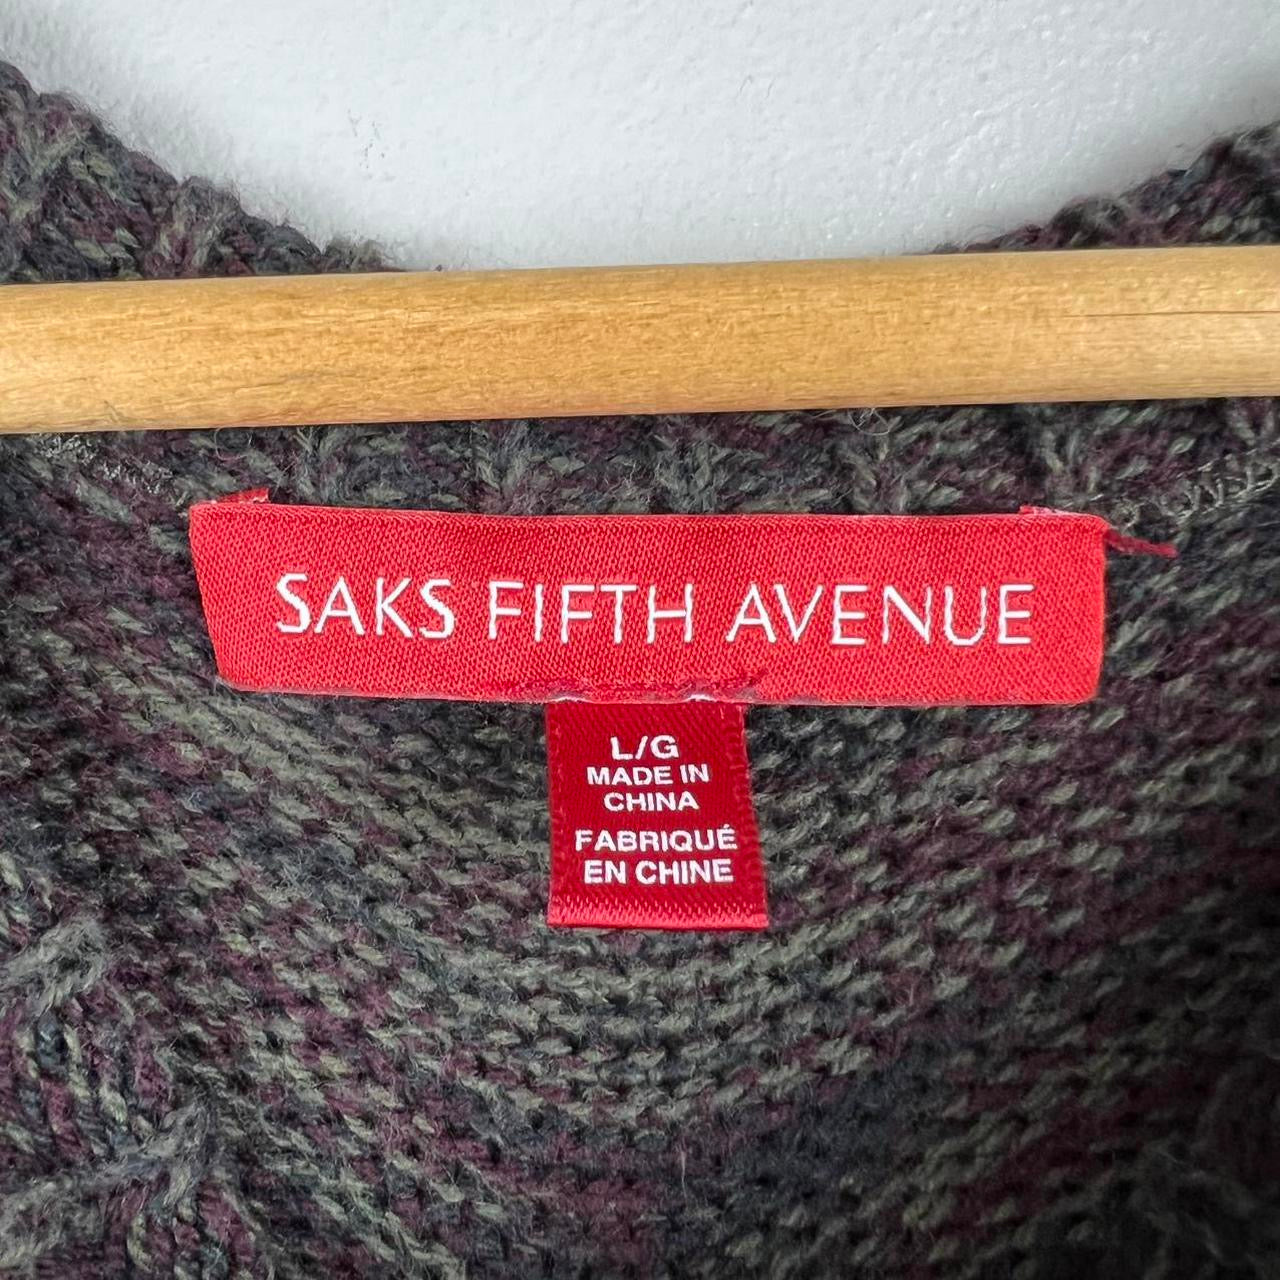 SAKS FIFTH AVENUE
L/G
MADE IN
CHINA
FABRIQUÉ
EN CHINE